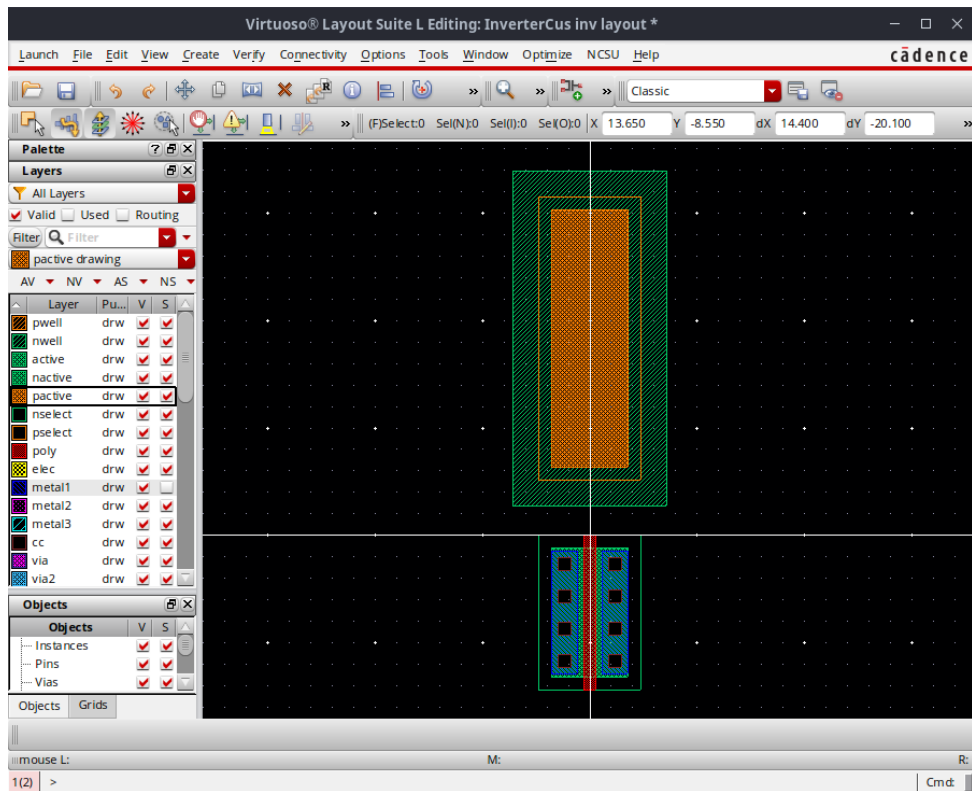 Virtuoso® Layout Suite L Editing: InverterCus inv layout *
Launch File Edit View Create Verify Connectivity Options Tools Window Optimize NCSU Help cādence
R » » » Classic
» (F)Select:0 Sel(N):0 Sel(I):0 Sel(O):0 X 13.650 Y -8.550 dX 14.400 dY -20.100 »
Palette ?
Layers
All Layers
Valid Used Routing
Filter Filter
pactive drawing
AV NV AS NS
Layer Pu... V S
pwell drw
nwell drw
active drw
nactive drw
pactive drw
nselect drw
pselect drw
poly drw
elec drw
metal1 drw
metal2 drw
metal3 drw
cc drw
via drw
via2 drw
Objects
Objects V S
Instances
Pins
Vias
Objects Grids
mouse L: M: R:
1(2) > Cmd: